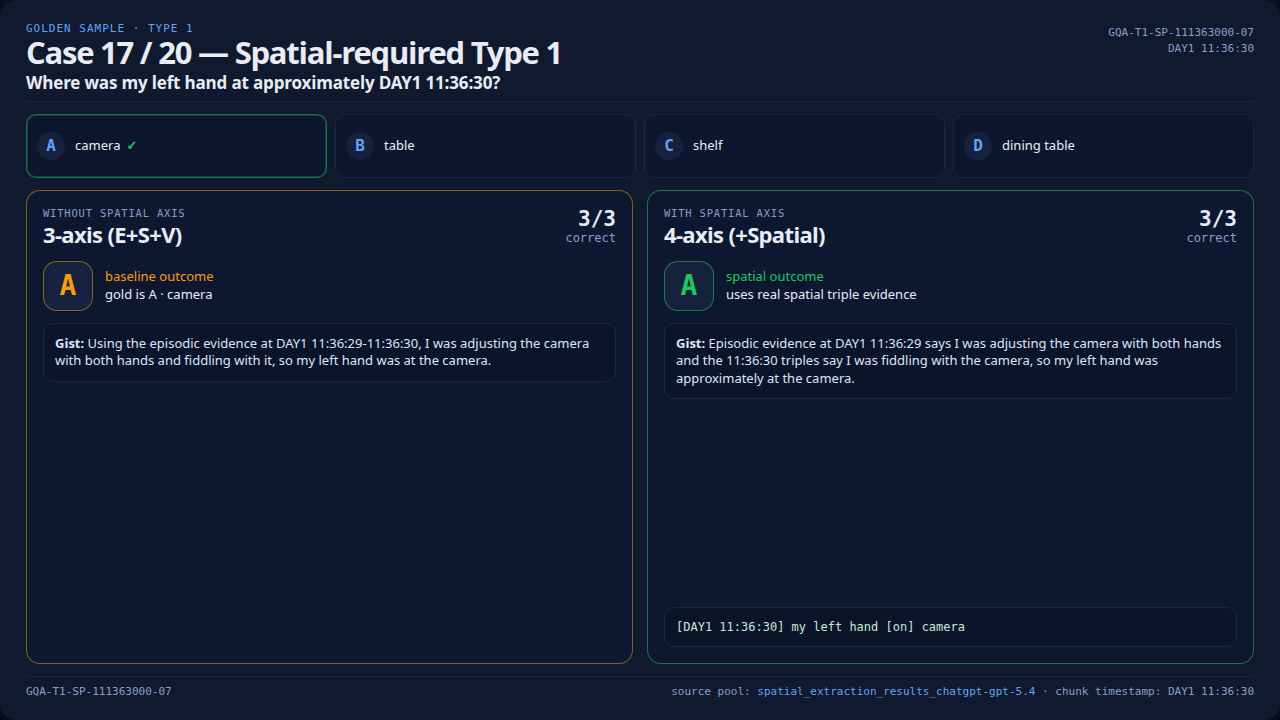 GOLDEN SAMPLE · TYPE 1
Case 17 / 20 — Spatial-required Type 1
Where was my left hand at approximately DAY1 11:36:30?
GQA-T1-SP-111363000-07
DAY1 11:36:30
A camera ✓
B table
C shelf
D dining table
WITHOUT SPATIAL AXIS
3-axis (E+S+V)
3/3
correct
A
baseline outcome
gold is A · camera
Gist: Using the episodic evidence at DAY1 11:36:29-11:36:30, I was adjusting the camera
with both hands and fiddling with it, so my left hand was at the camera.
WITH SPATIAL AXIS
4-axis (+Spatial)
3/3
correct
A
spatial outcome
uses real spatial triple evidence
Gist: Episodic evidence at DAY1 11:36:29 says I was adjusting the camera with both hands
and the 11:36:30 triples say I was fiddling with the camera, so my left hand was
approximately at the camera.
[DAY1 11:36:30] my left hand [on] camera
GQA-T1-SP-111363000-07
source pool: spatial_extraction_results_chatgpt-gpt-5.4 · chunk timestamp: DAY1 11:36:30